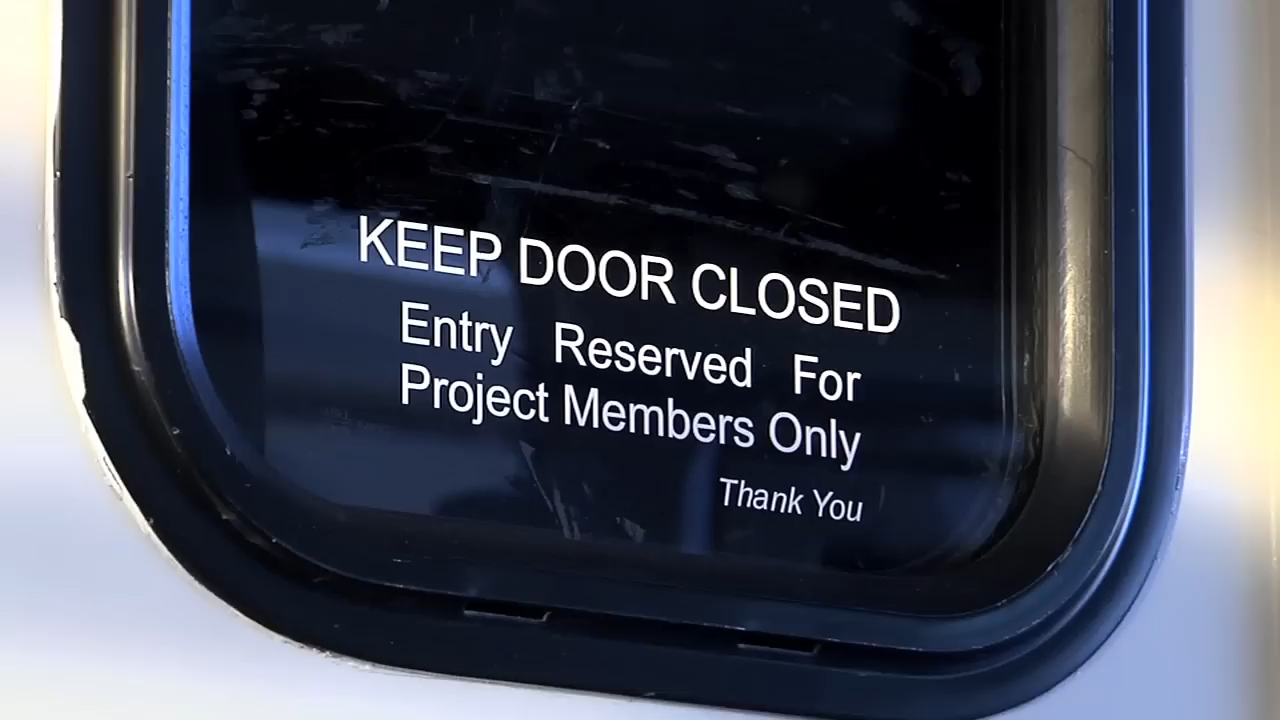 KEEP DOOR CLOSED
Entry Reserved For
Project Members Only
Thank You